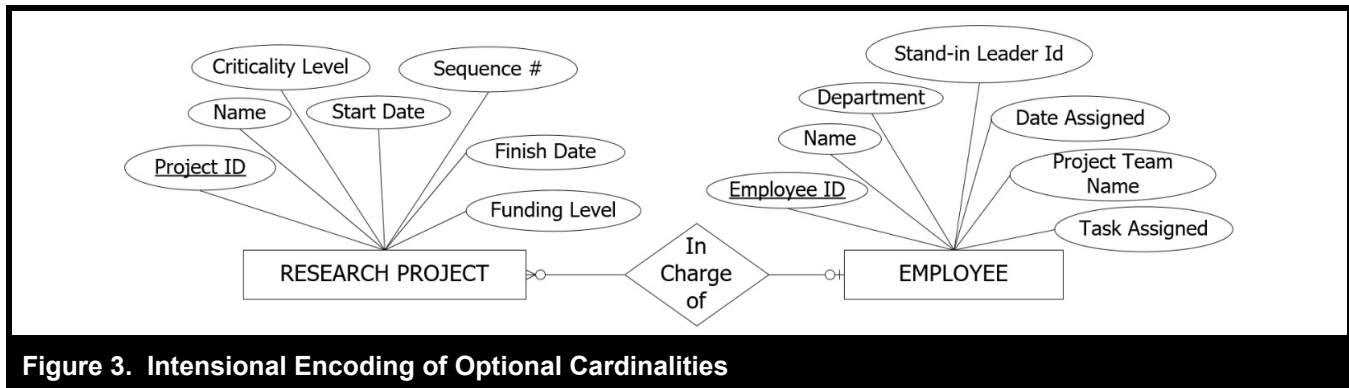 Stand-in Leader Id
Criticality Level
Sequence #
Department
Name
Start Date
Date Assigned
Name
Project ID
Finish Date
Project Team
Name
Employee ID
Funding Level
Task Assigned
RESEARCH PROJECT
In
Charge
of
EMPLOYEE
Figure 3. Intensional Encoding of Optional Cardinalities